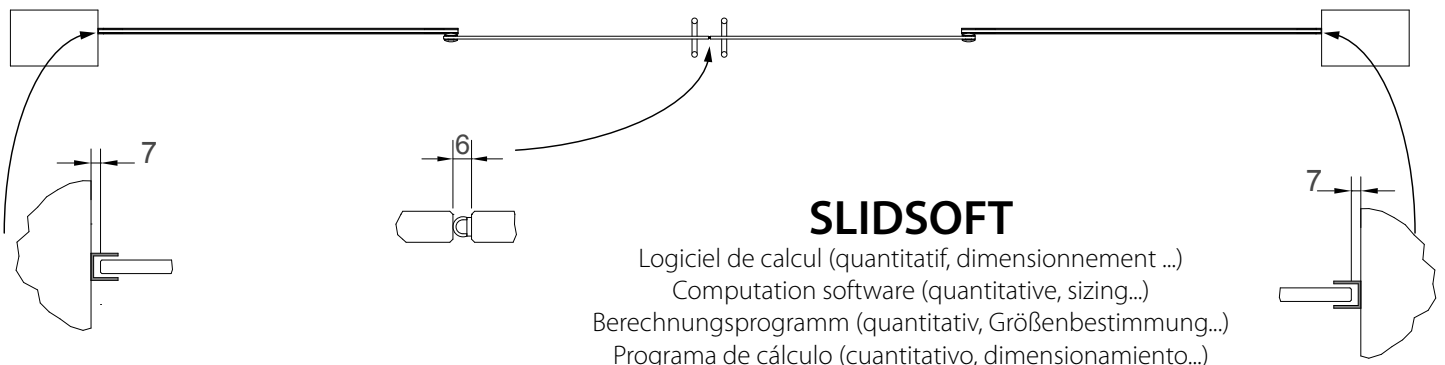 7
6
7
SLIDSOFT
Logiciel de calcul (quantitatif, dimensionnement ...)
Computation software (quantitative, sizing...)
Berechnungsprogramm (quantitativ, Größenbestimmung...)
Programa de cálculo (cuantitativo, dimensionamiento...)